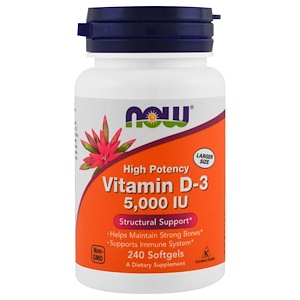 NOW
LARGER
SIZE
High Potency
Vitamin D-3
5,000 IU
Structural Support*
• Helps Maintain Strong Bones*
• Supports Immune System*
Non-
GMO
240 Softgels
A Dietary Supplement
K